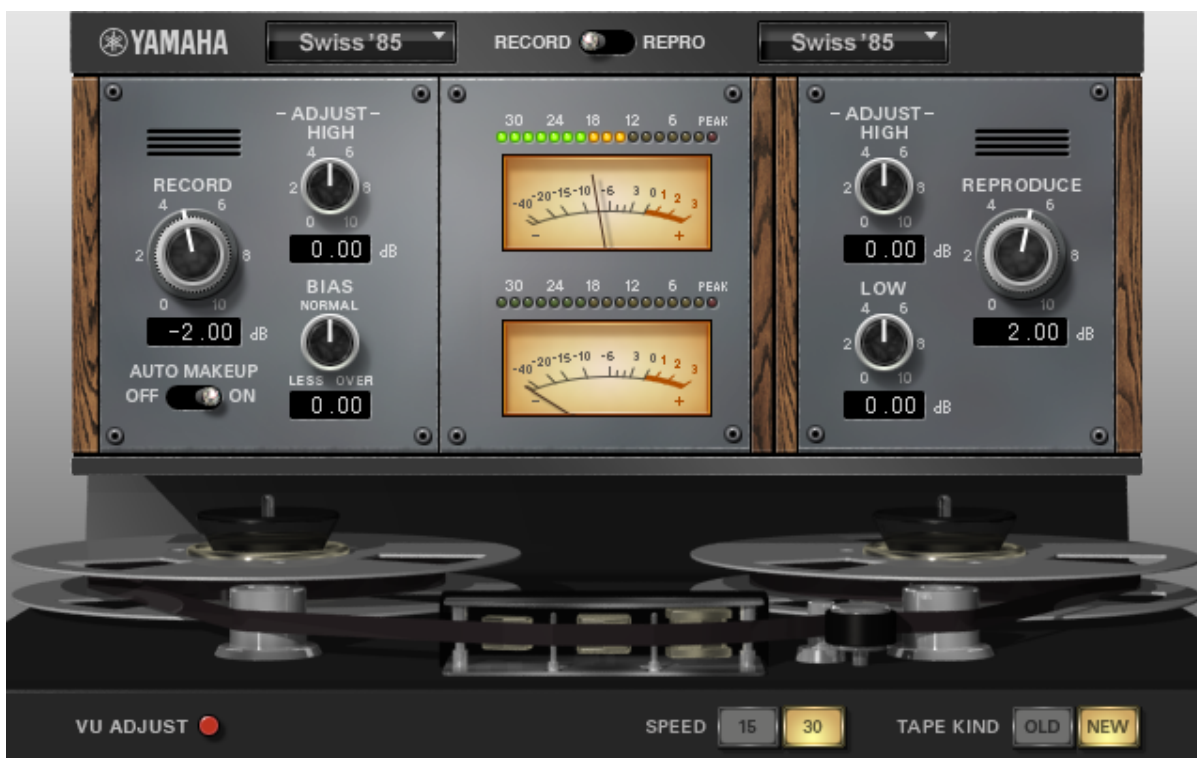 YAMAHA Swiss '85 RECORD REPRO Swiss '85
- ADJUST -
HIGH
4 6
2 8
0 10
0.00 dB
RECORD
4 6
2 8
0 10
-2.00 dB
BIAS
NORMAL
LESS OVER
0.00
AUTO MAKEUP
OFF ON
30 24 18 12 6 PEAK
-40 -20 -15 -10 -6 3 0 1 2 3
- +
30 24 18 12 6 PEAK
-40 -20 -15 -10 -6 3 0 1 2 3
- +
- ADJUST -
HIGH
4 6
2 8
0 10
0.00 dB
LOW
4 6
2 8
0 10
0.00 dB
REPRODUCE
4 6
2 8
0 10
2.00 dB
VU ADJUST SPEED 15 30 TAPE KIND OLD NEW